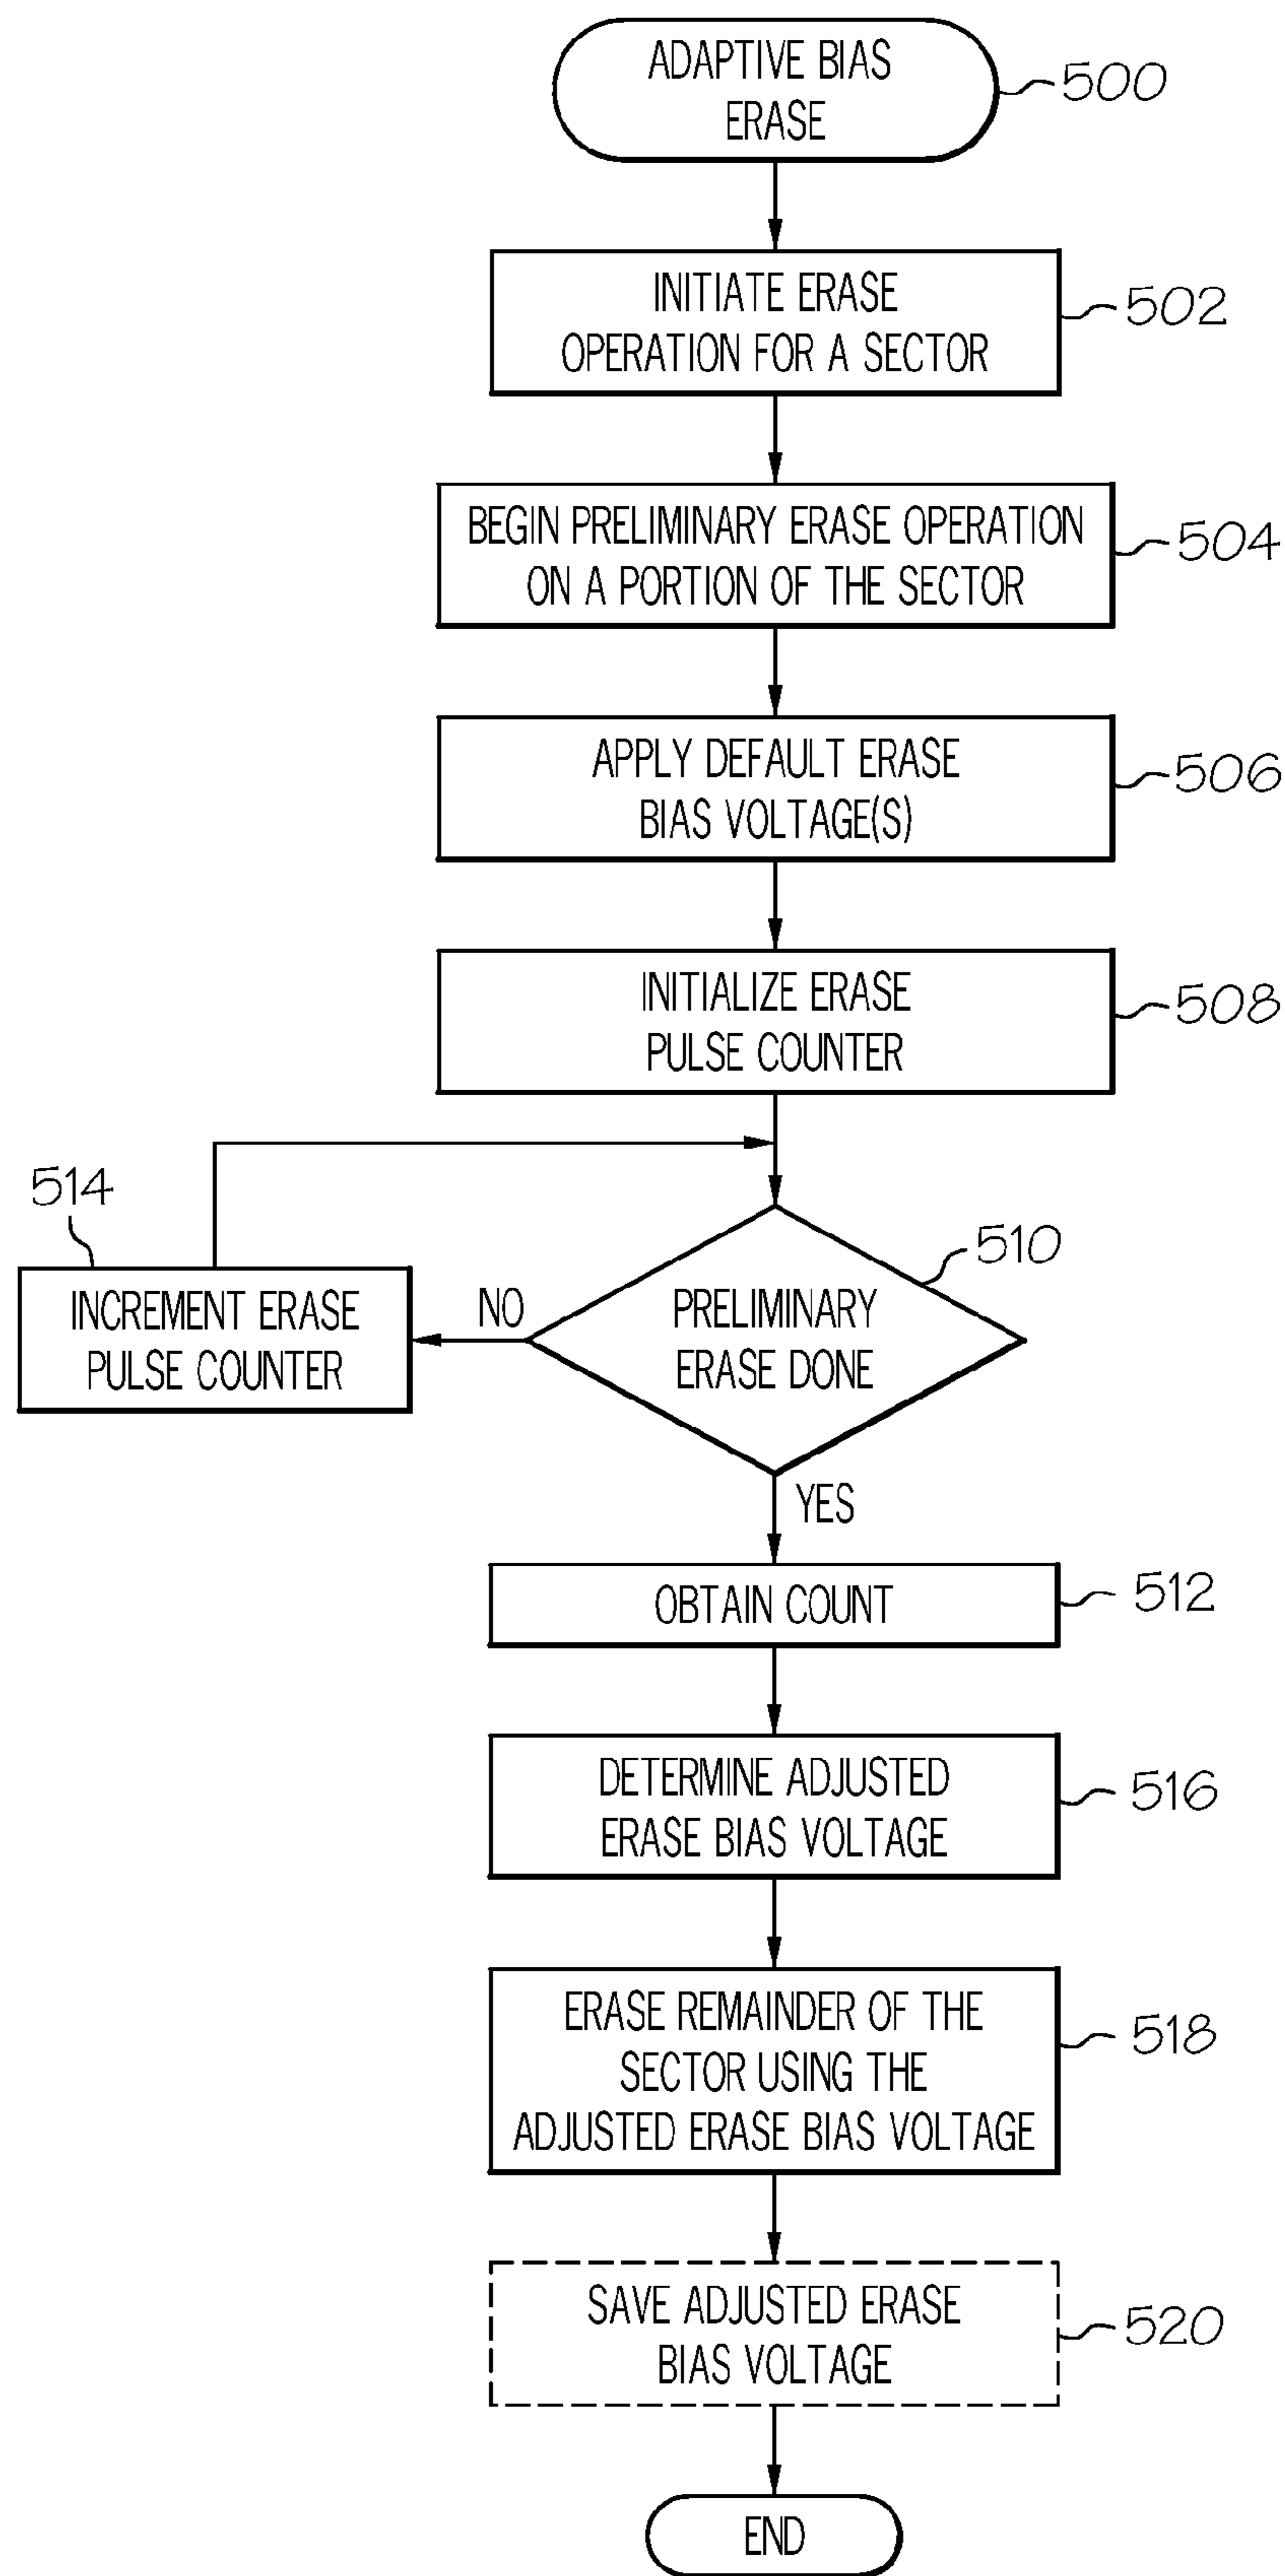 ADAPTIVE BIAS
ERASE
500
INITIATE ERASE
OPERATION FOR A SECTOR
502
BEGIN PRELIMINARY ERASE OPERATION
ON A PORTION OF THE SECTOR
504
APPLY DEFAULT ERASE
BIAS VOLTAGE(S)
506
INITIALIZE ERASE
PULSE COUNTER
508
514
INCREMENT ERASE
PULSE COUNTER
NO
PRELIMINARY
ERASE DONE
510
YES
OBTAIN COUNT
512
DETERMINE ADJUSTED
ERASE BIAS VOLTAGE
516
ERASE REMAINDER OF THE
SECTOR USING THE
ADJUSTED ERASE BIAS VOLTAGE
518
SAVE ADJUSTED ERASE
BIAS VOLTAGE
520
END